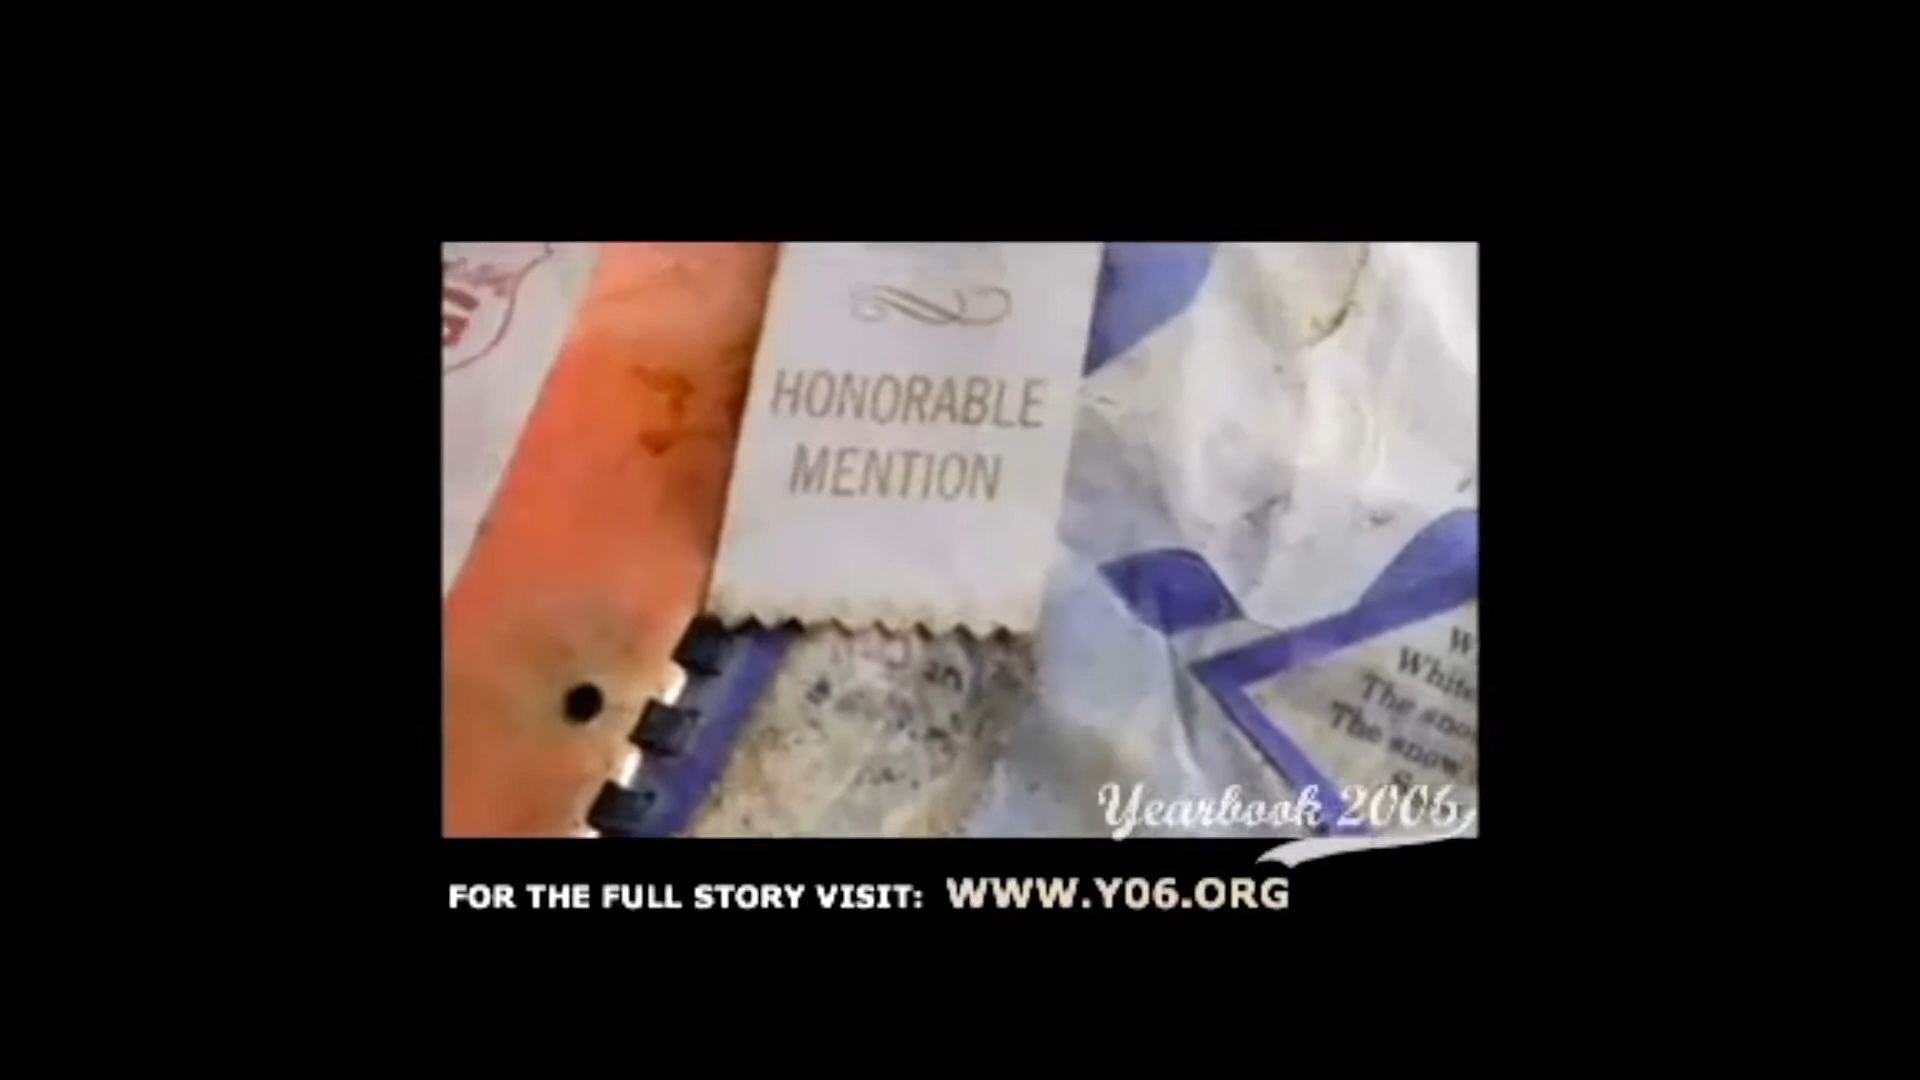 HONORABLE
MENTION
White
The snow
The snow
Yearbook 2006
FOR THE FULL STORY VISIT: WWW.Y06.ORG